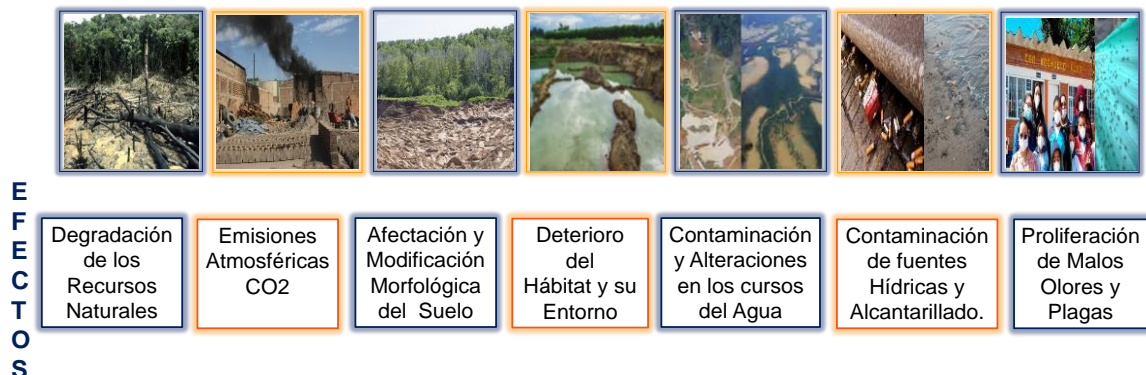 EFECTOS
Degradación
de los
Recursos
Naturales
Emisiones
Atmosféricas
CO2
Afectación y
Modificación
Morfológica
del Suelo
Deterioro
del
Hábitat y su
Entorno
Contaminación
y Alteraciones
en los cursos
del Agua
Contaminación
de fuentes
Hídricas y
Alcantarillado.
Proliferación
de Malos
Olores y
Plagas